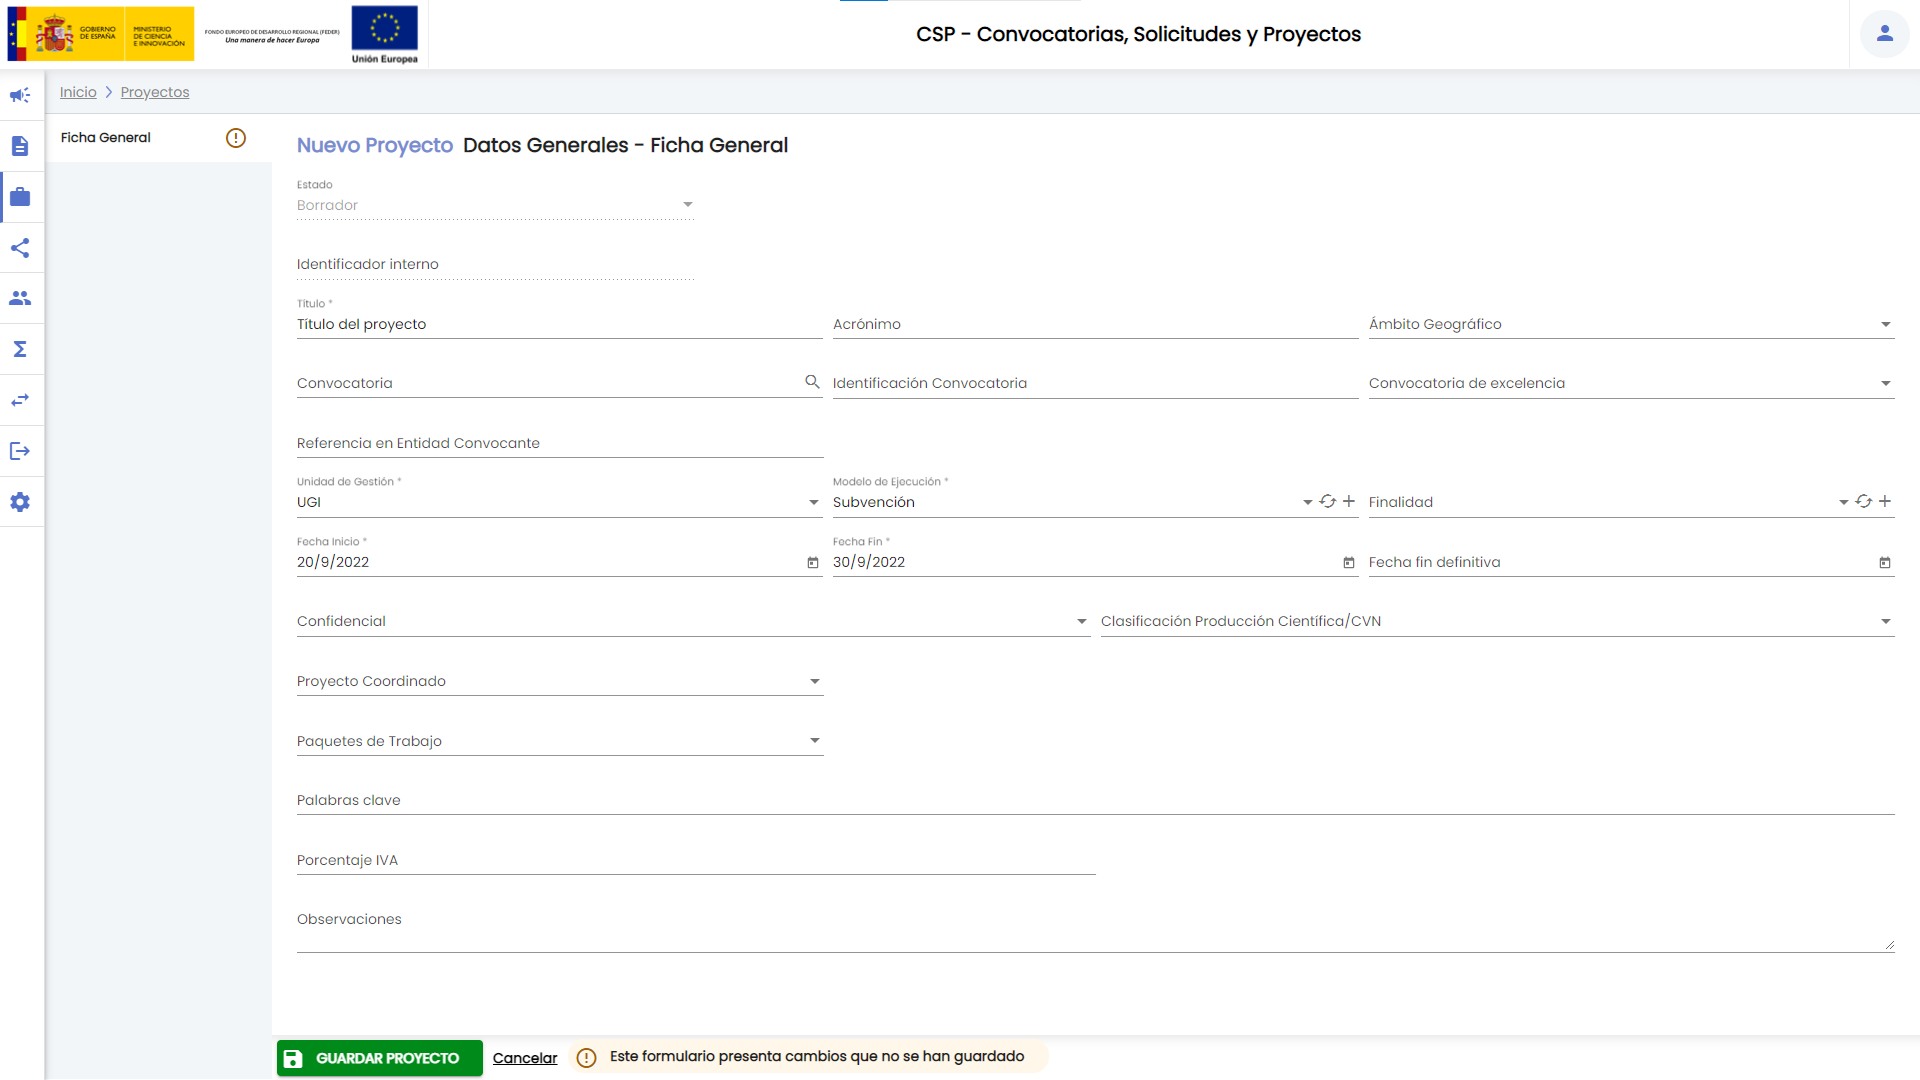 GOBIERNO
DE ESPAÑA
MINISTERIO
DE CIENCIA
E INNOVACIÓN
FONDO EUROPEO DE DESARROLLO REGIONAL (FEDER)
Una manera de hacer Europa
Unión Europea
CSP - Convocatorias, Solicitudes y Proyectos
Inicio > Proyectos
Ficha General
Nuevo Proyecto Datos Generales - Ficha General
Estado
Borrador
Identificador interno
Título *
Título del proyecto
Acrónimo
Ámbito Geográfico
Convocatoria
Identificación Convocatoria
Convocatoria de excelencia
Referencia en Entidad Convocante
Unidad de Gestión *
UGI
Modelo de Ejecución *
Subvención
Finalidad
Fecha Inicio *
20/9/2022
Fecha Fin *
30/9/2022
Fecha fin definitiva
Confidencial
Clasificación Producción Científica/CVN
Proyecto Coordinado
Paquetes de Trabajo
Palabras clave
Porcentaje IVA
Observaciones
GUARDAR PROYECTO
Cancelar
Este formulario presenta cambios que no se han guardado